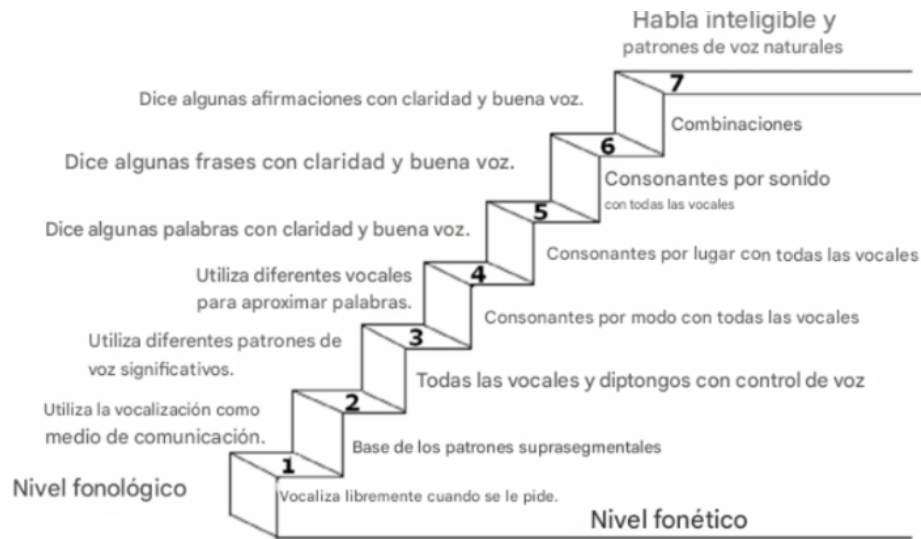 Habla inteligible y
patrones de voz naturales
7
Dice algunas afirmaciones con claridad y buena voz.
Combinaciones
6
Dice algunas frases con claridad y buena voz.
Consonantes por sonido
con todas las vocales
5
Dice algunas palabras con claridad y buena voz.
Consonantes por lugar con todas las vocales
4
Utiliza diferentes vocales
para aproximar palabras.
Consonantes por modo con todas las vocales
3
Utiliza diferentes patrones de
voz significativos.
Todas las vocales y diptongos con control de voz
2
Utiliza la vocalización como
medio de comunicación.
Base de los patrones suprasegmentales
1
Nivel fonológico
Vocaliza libremente cuando se le pide.
Nivel fonético